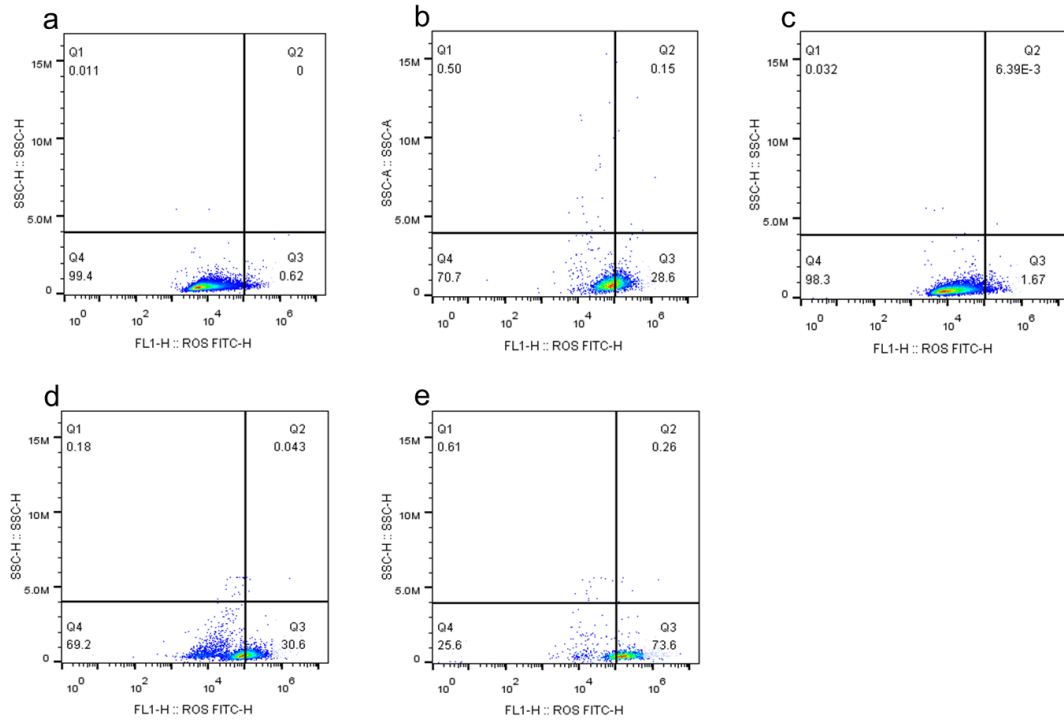 a
Q1
0.011
Q2
0
15M
10M
5.0M
0
SSC-H :: SSC-H
Q4
99.4
Q3
0.62
10^0 10^2 10^4 10^6
FL1-H :: ROS FITC-H
b
Q1
0.50
Q2
0.15
15M
10M
5.0M
0
SSC-A :: SSC-A
Q4
70.7
Q3
28.6
10^0 10^2 10^4 10^6
FL1-H :: ROS FITC-H
c
Q1
0.032
Q2
6.39E-3
15M
10M
5.0M
0
SSC-H :: SSC-H
Q4
98.3
Q3
1.67
10^0 10^2 10^4 10^6
FL1-H :: ROS FITC-H
d
Q1
0.18
Q2
0.043
15M
10M
5.0M
0
SSC-H :: SSC-H
Q4
69.2
Q3
30.6
10^0 10^2 10^4 10^6
FL1-H :: ROS FITC-H
e
Q1
0.61
Q2
0.26
15M
10M
5.0M
0
SSC-H :: SSC-H
Q4
25.6
Q3
73.6
10^0 10^2 10^4 10^6
FL1-H :: ROS FITC-H